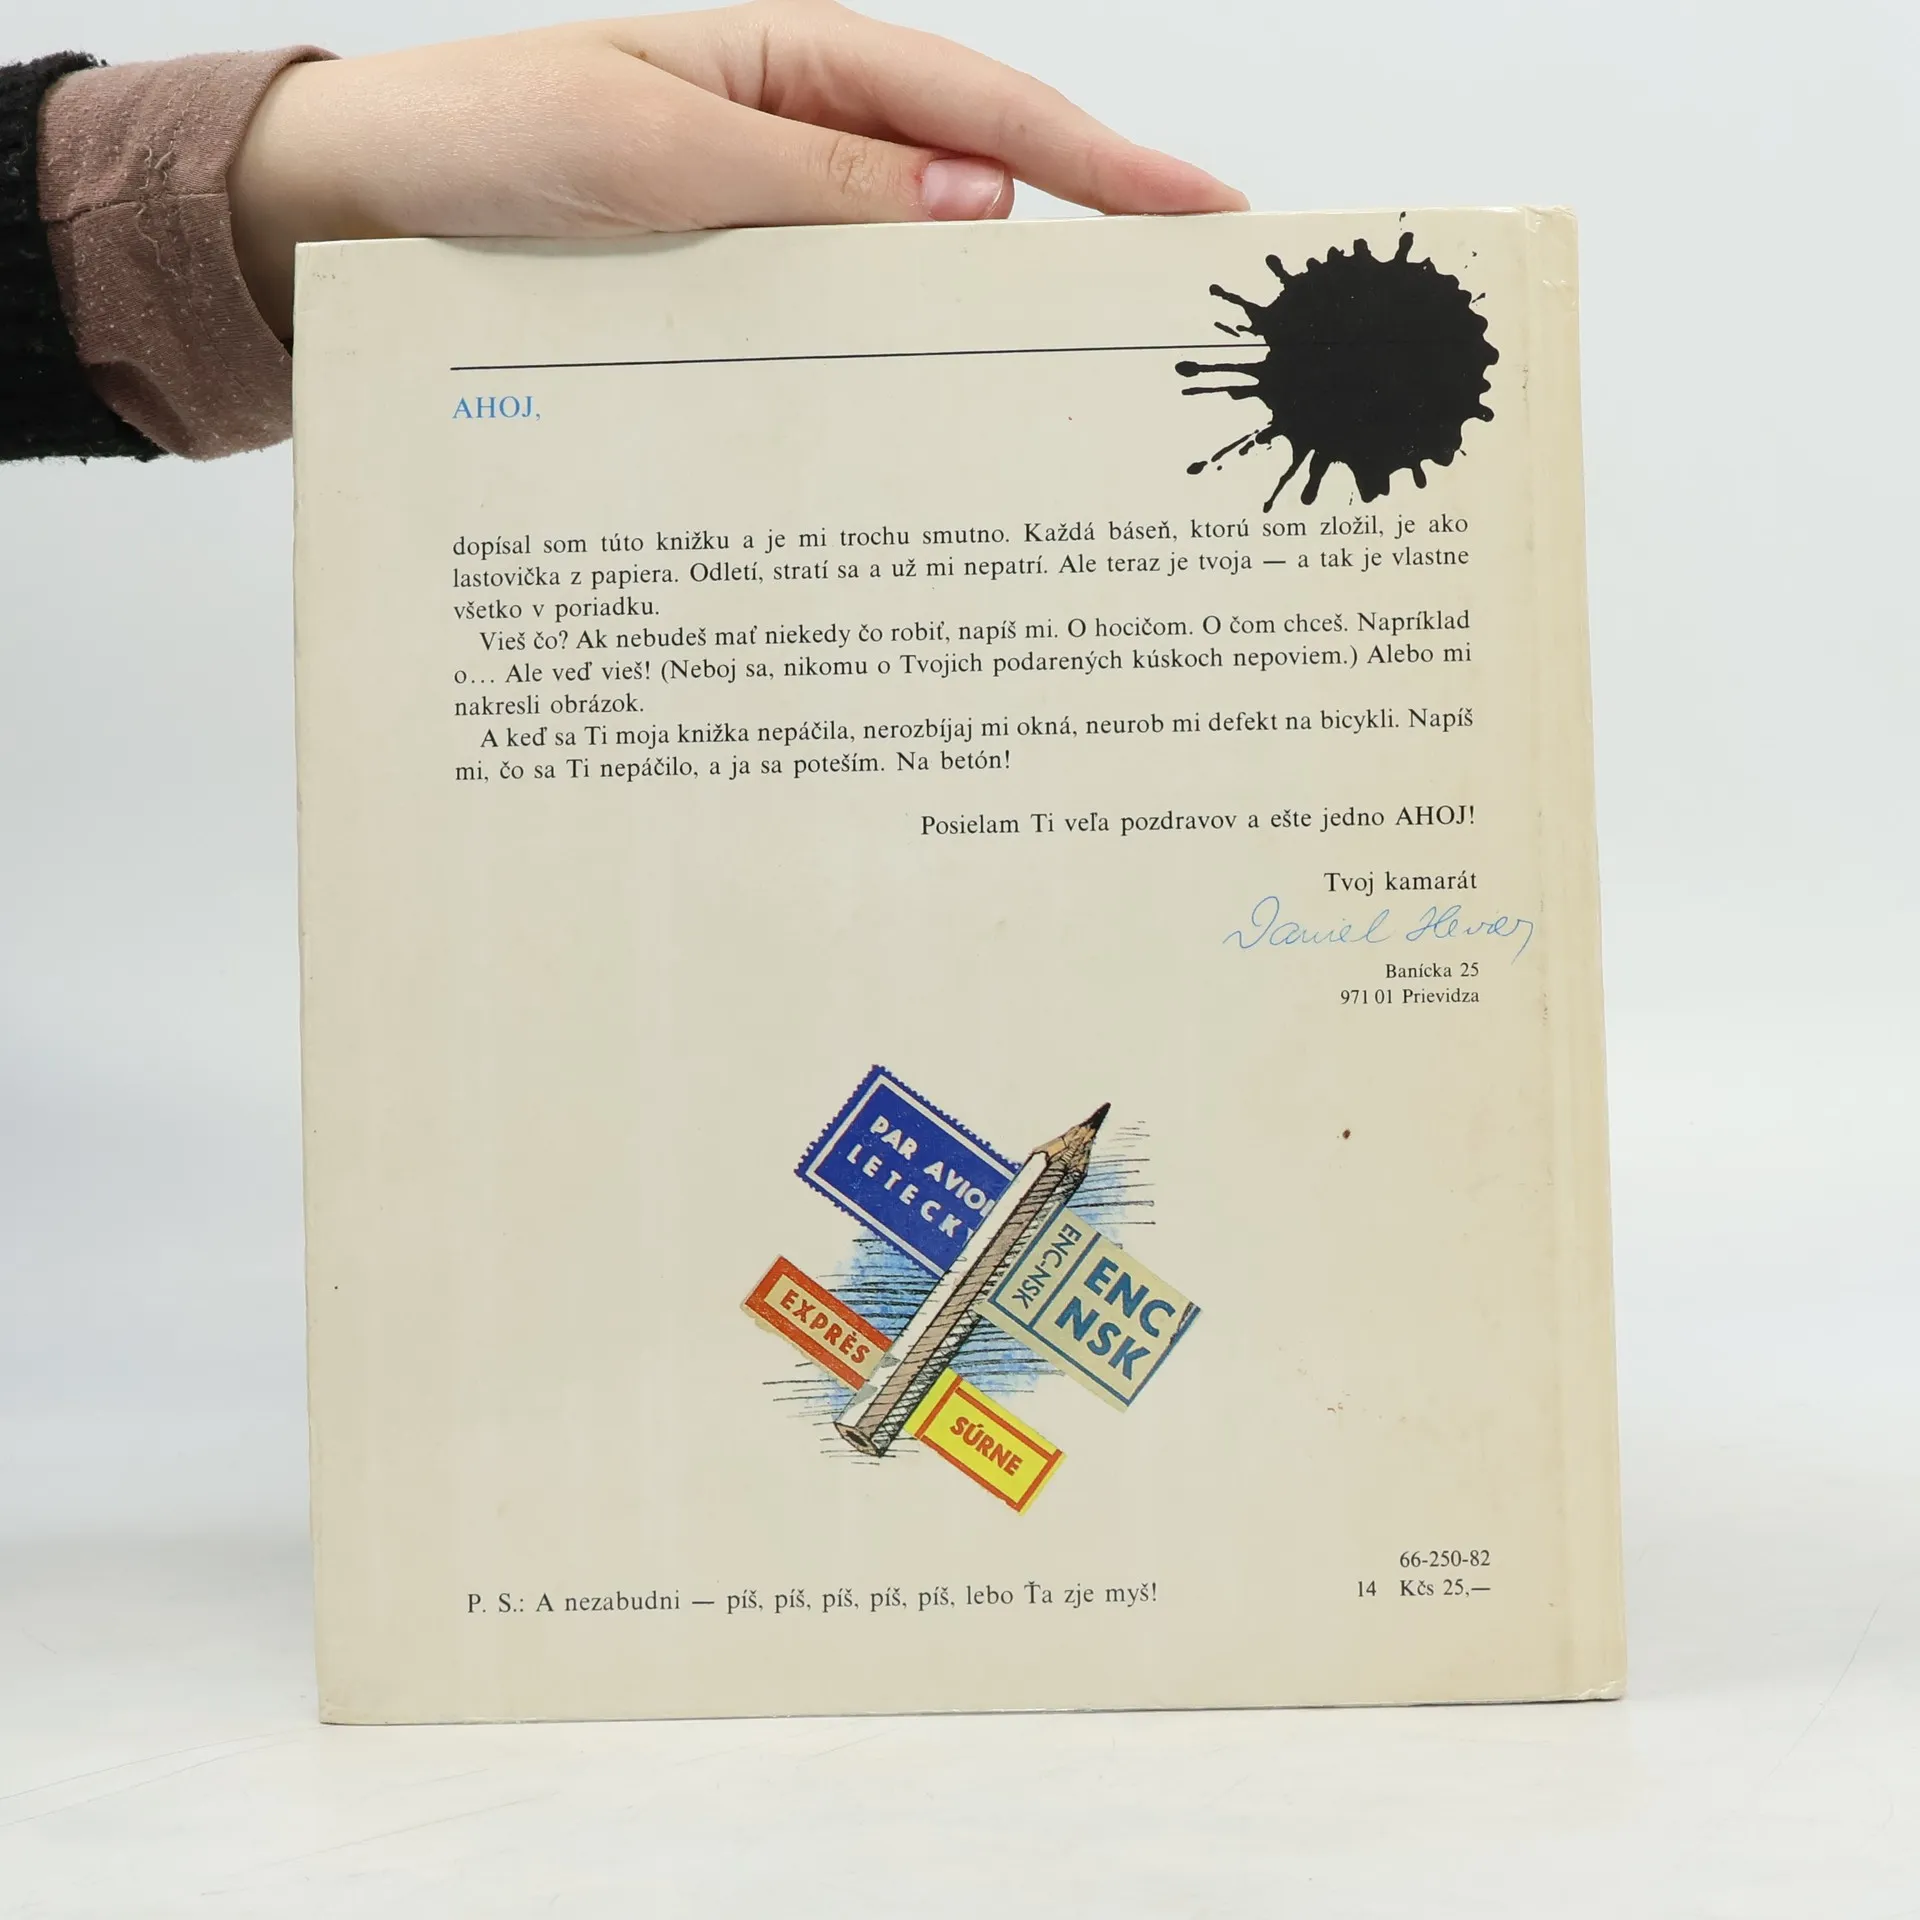 AHOJ,
dopísal som túto knižku a je mi trochu smutno. Každá báseň, ktorú som zložil, je ako
lastovička z papiera. Odletí, stratí sa a už mi nepatrí. Ale teraz je tvoja — a tak je vlastne
všetko v poriadku.
Vieš čo? Ak nebudeš mať niekedy čo robiť, napíš mi. O hocičom. O čom chceš. Napríklad
o... Ale veď vieš! (Neboj sa, nikomu o Tvojich podarených kúskoch nepoviem.) Alebo mi
nakresli obrázok.
A keď sa Ti moja knižka nepáčila, nerozbíjaj mi okná, neurob mi defekt na bicykli. Napíš
mi, čo sa Ti nepáčilo, a ja sa poteším. Na betón!
Posielam Ti veľa pozdravov a ešte jedno AHOJ!
Tvoj kamarát
Daniel Hevier
Banícka 25
971 01 Prievidza
PAR AVION
LETECKY
EXPRÈS
ENC-NSK
ENC
NSK
SÚRNE
66-250-82
14 Kčs 25,—
P. S.: A nezabudni — píš, píš, píš, píš, píš, lebo Ťa zje myš!